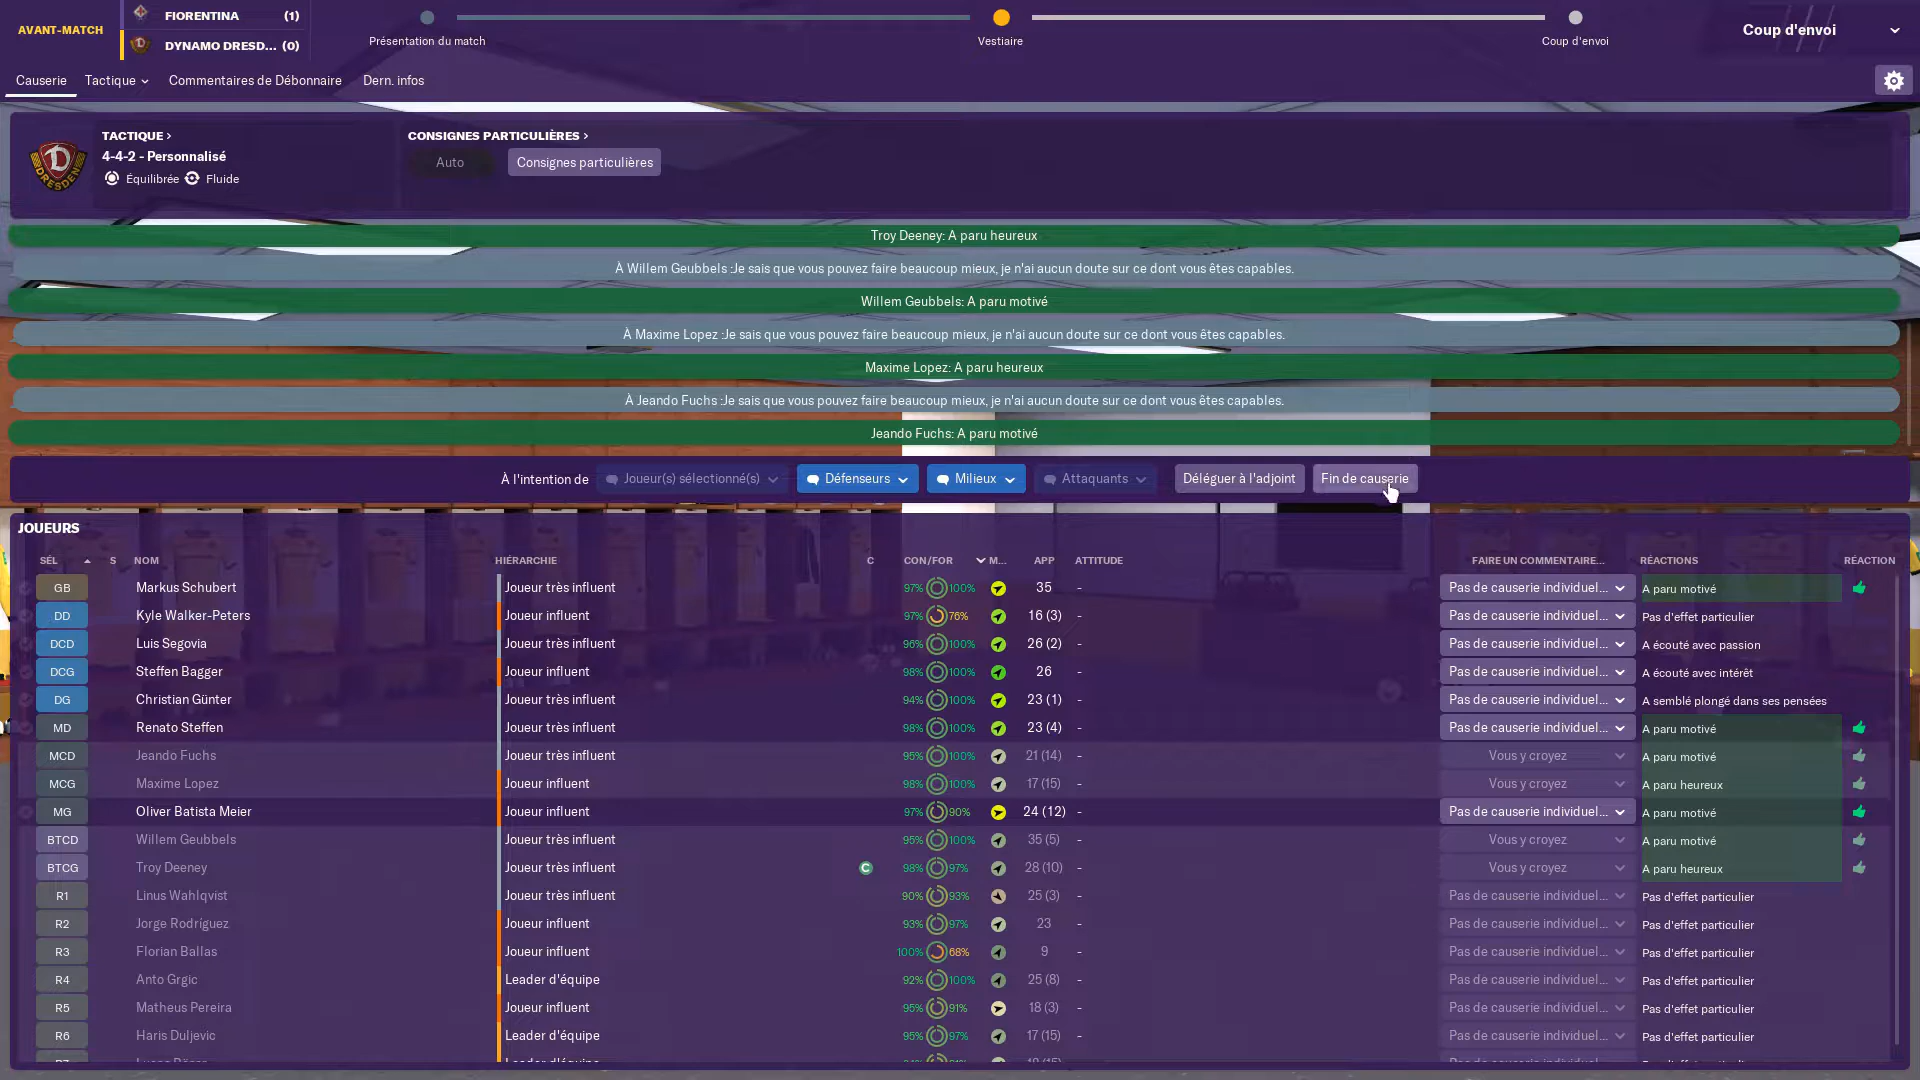 AVANT-MATCH
FIORENTINA (1)
DYNAMO DRESD... (0)
Présentation du match
Vestiaire
Coup d'envoi
Coup d'envoi
Causerie Tactique Commentaires de Débonnaire Dern. infos
TACTIQUE >
4-4-2 - Personnalisé
Équilibrée Fluide
CONSIGNES PARTICULIÈRES >
Auto Consignes particulières
D DRESDEN
Troy Deeney: A paru heureux
À Willem Geubbels :Je sais que vous pouvez faire beaucoup mieux, je n'ai aucun doute sur ce dont vous êtes capables.
Willem Geubbels: A paru motivé
À Maxime Lopez :Je sais que vous pouvez faire beaucoup mieux, je n'ai aucun doute sur ce dont vous êtes capables.
Maxime Lopez: A paru heureux
À Jeando Fuchs :Je sais que vous pouvez faire beaucoup mieux, je n'ai aucun doute sur ce dont vous êtes capables.
Jeando Fuchs: A paru motivé
À l'intention de Joueur(s) sélectionné(s) Défenseurs Milieux Attaquants Déléguer à l'adjoint Fin de causerie
JOUEURS
SÉL S NOM HIÉRARCHIE C CON/FOR M... APP ATTITUDE FAIRE UN COMMENTAIRE... RÉACTIONS RÉACTION
GB Markus Schubert Joueur très influent 97% 100% 35 - Pas de causerie individuel... A paru motivé
DD Kyle Walker-Peters Joueur influent 97% 76% 16 (3) - Pas de causerie individuel... Pas d'effet particulier
DCD Luis Segovia Joueur très influent 96% 100% 26 (2) - Pas de causerie individuel... A écouté avec passion
DCG Steffen Bagger Joueur influent 98% 100% 26 - Pas de causerie individuel... A écouté avec intérêt
DG Christian Günter Joueur très influent 94% 100% 23 (1) - Pas de causerie individuel... A semblé plongé dans ses pensées
MD Renato Steffen Joueur très influent 98% 100% 23 (4) - Pas de causerie individuel... A paru motivé
MCD Jeando Fuchs Joueur très influent 95% 100% 21 (14) - Vous y croyez A paru motivé
MCG Maxime Lopez Joueur influent 98% 100% 17 (15) - Vous y croyez A paru heureux
MG Oliver Batista Meier Joueur influent 97% 90% 24 (12) - Pas de causerie individuel... A paru motivé
BTCD Willem Geubbels Joueur très influent 95% 100% 35 (5) - Vous y croyez A paru motivé
BTCG Troy Deeney Joueur très influent C 98% 97% 28 (10) - Vous y croyez A paru heureux
R1 Linus Wahlqvist Joueur très influent 90% 93% 25 (3) - Pas de causerie individuel... Pas d'effet particulier
R2 Jorge Rodríguez Joueur influent 93% 97% 23 - Pas de causerie individuel... Pas d'effet particulier
R3 Florian Ballas Joueur influent 100% 68% 9 - Pas de causerie individuel... Pas d'effet particulier
R4 Anto Grgic Leader d'équipe 92% 100% 25 (8) - Pas de causerie individuel... Pas d'effet particulier
R5 Matheus Pereira Joueur influent 95% 91% 18 (3) - Pas de causerie individuel... Pas d'effet particulier
R6 Haris Duljevic Leader d'équipe 95% 97% 17 (15) - Pas de causerie individuel... Pas d'effet particulier